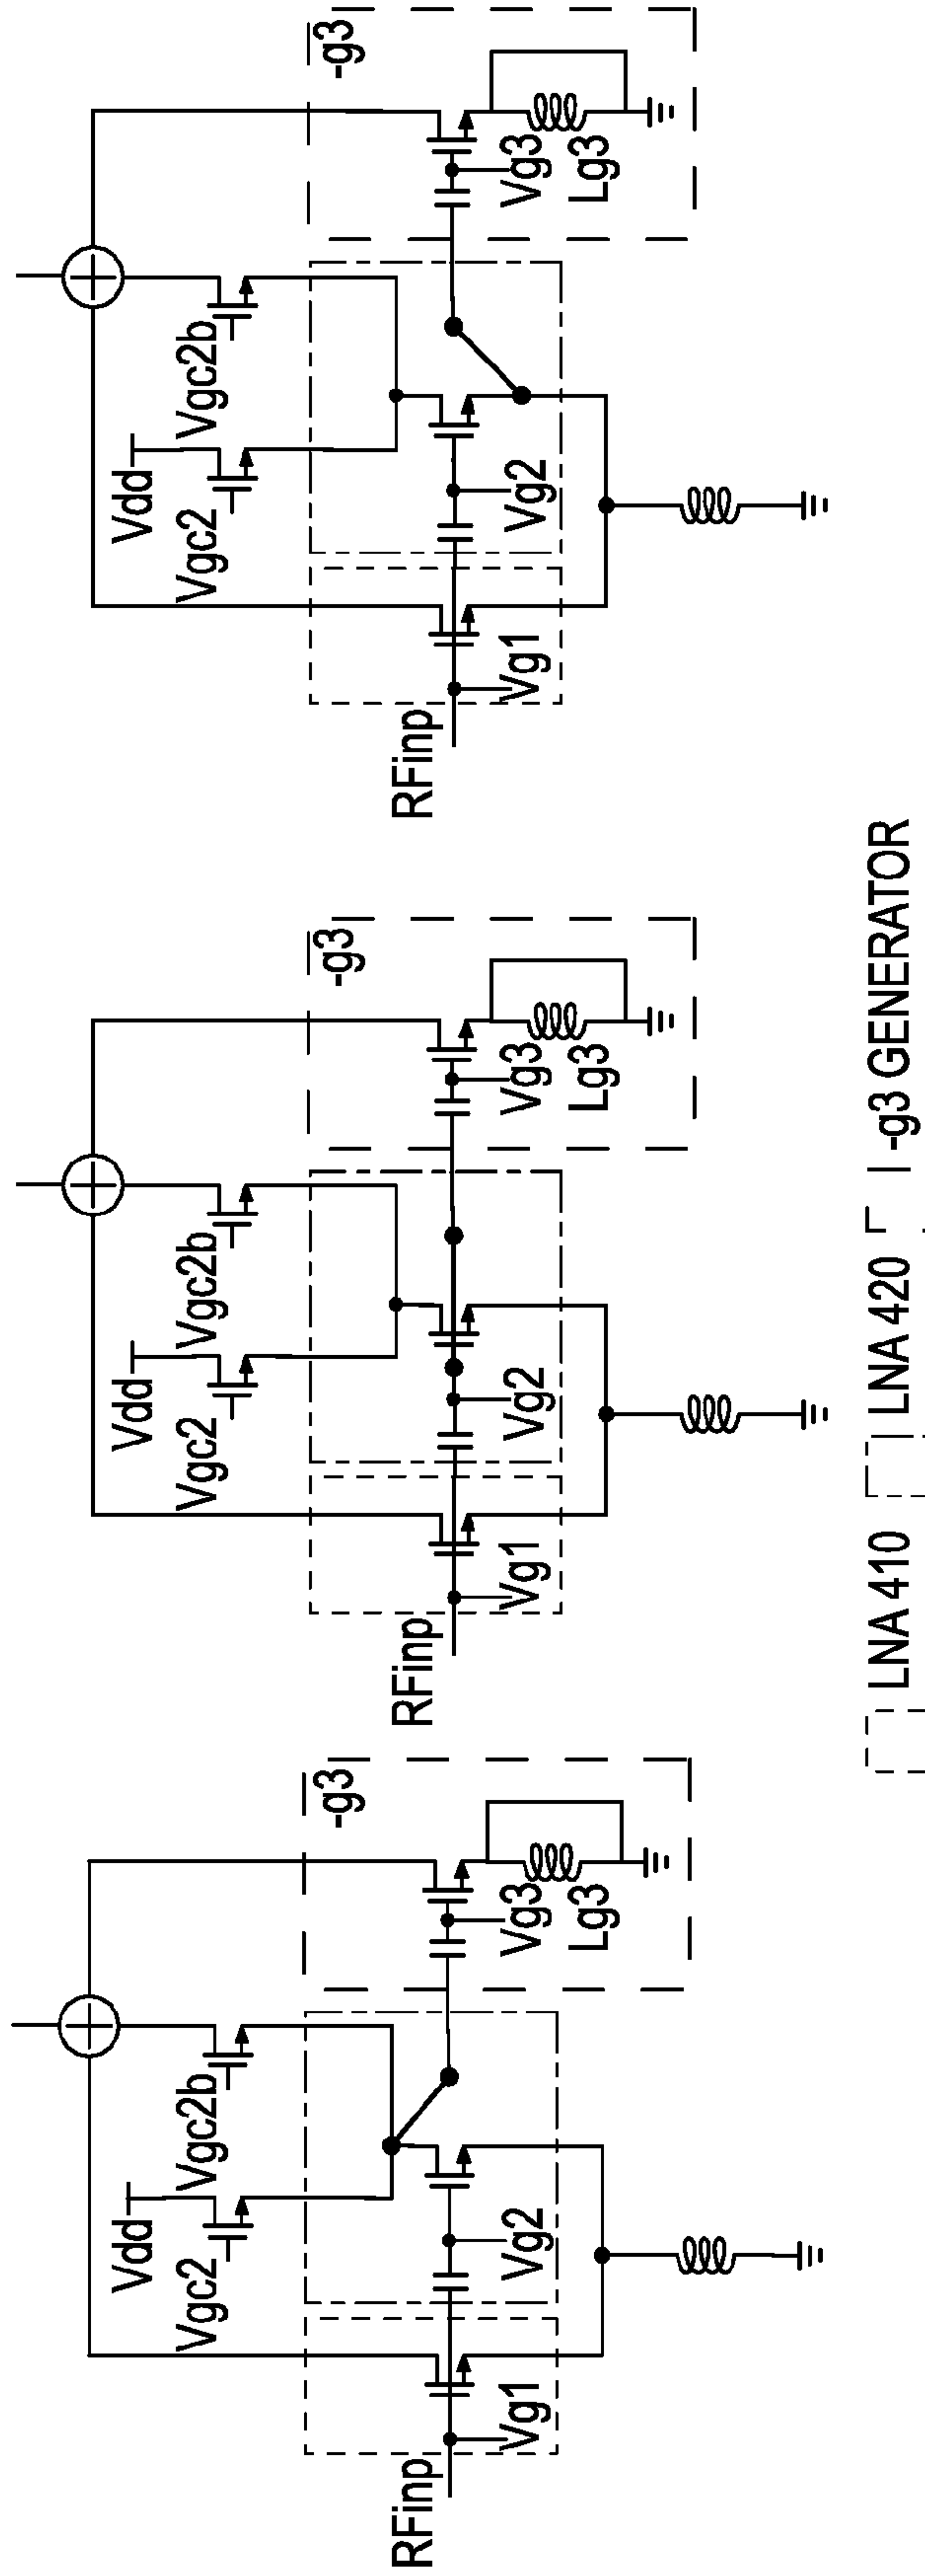 Vdd
Vgc2 Vgc2b
-g3
RFinp
Vg1 Vg2 Vg3
Lg3
Vdd
Vgc2 Vgc2b
-g3
RFinp
Vg1 Vg2 Vg3
Lg3
Vdd
Vgc2 Vgc2b
-g3
RFinp
Vg1 Vg2 Vg3
Lg3
LNA 410 LNA 420 -g3 GENERATOR